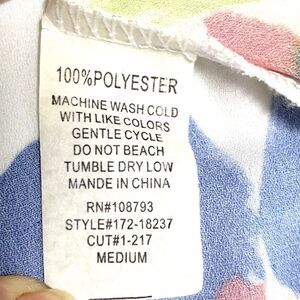 100%POLYESTER
MACHINE WASH COLD
WITH LIKE COLORS
GENTLE CYCLE
DO NOT BEACH
TUMBLE DRY LOW
MANDE IN CHINA
RN#108793
STYLE#172-18237
CUT#1-217
MEDIUM